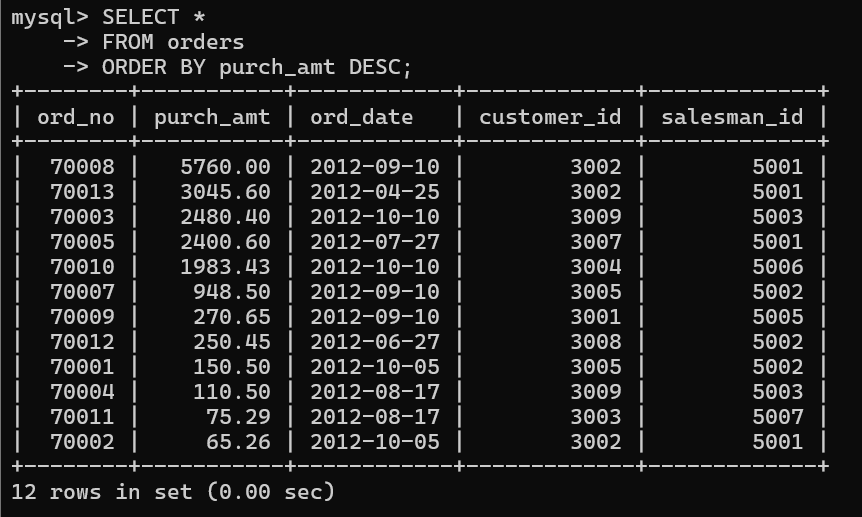 mysql> SELECT *
    -> FROM orders
    -> ORDER BY purch_amt DESC;
+--------+-----------+------------+-------------+-------------+
| ord_no | purch_amt | ord_date   | customer_id | salesman_id |
+--------+-----------+------------+-------------+-------------+
|  70008 |   5760.00 | 2012-09-10 |        3002 |        5001 |
|  70013 |   3045.60 | 2012-04-25 |        3002 |        5001 |
|  70003 |   2480.40 | 2012-10-10 |        3009 |        5003 |
|  70005 |   2400.60 | 2012-07-27 |        3007 |        5001 |
|  70010 |   1983.43 | 2012-10-10 |        3004 |        5006 |
|  70007 |    948.50 | 2012-09-10 |        3005 |        5002 |
|  70009 |    270.65 | 2012-09-10 |        3001 |        5005 |
|  70012 |    250.45 | 2012-06-27 |        3008 |        5002 |
|  70001 |    150.50 | 2012-10-05 |        3005 |        5002 |
|  70004 |    110.50 | 2012-08-17 |        3009 |        5003 |
|  70011 |     75.29 | 2012-08-17 |        3003 |        5007 |
|  70002 |     65.26 | 2012-10-05 |        3002 |        5001 |
+--------+-----------+------------+-------------+-------------+
12 rows in set (0.00 sec)